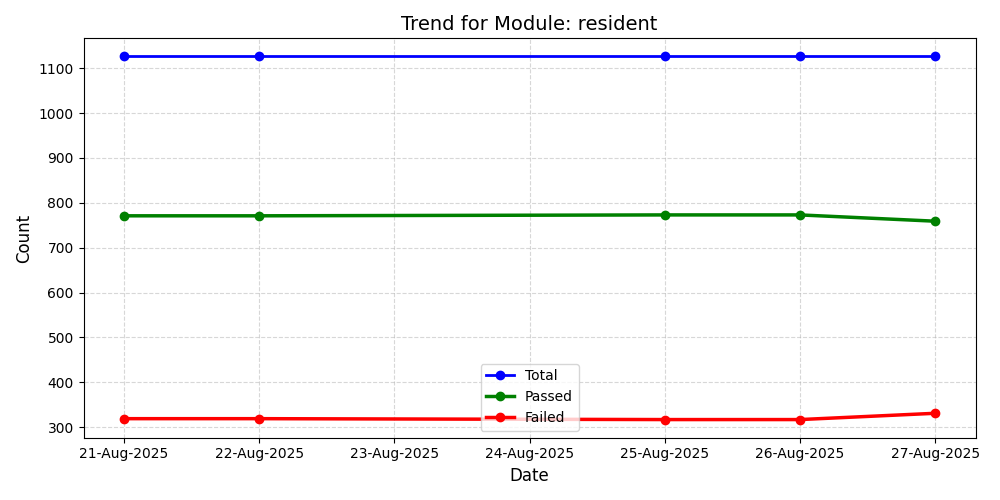 Trend for Module: resident
Count
1100
1000
900
800
700
600
500
400
300
Total
Passed
Failed
21-Aug-2025 22-Aug-2025 23-Aug-2025 24-Aug-2025 25-Aug-2025 26-Aug-2025 27-Aug-2025
Date